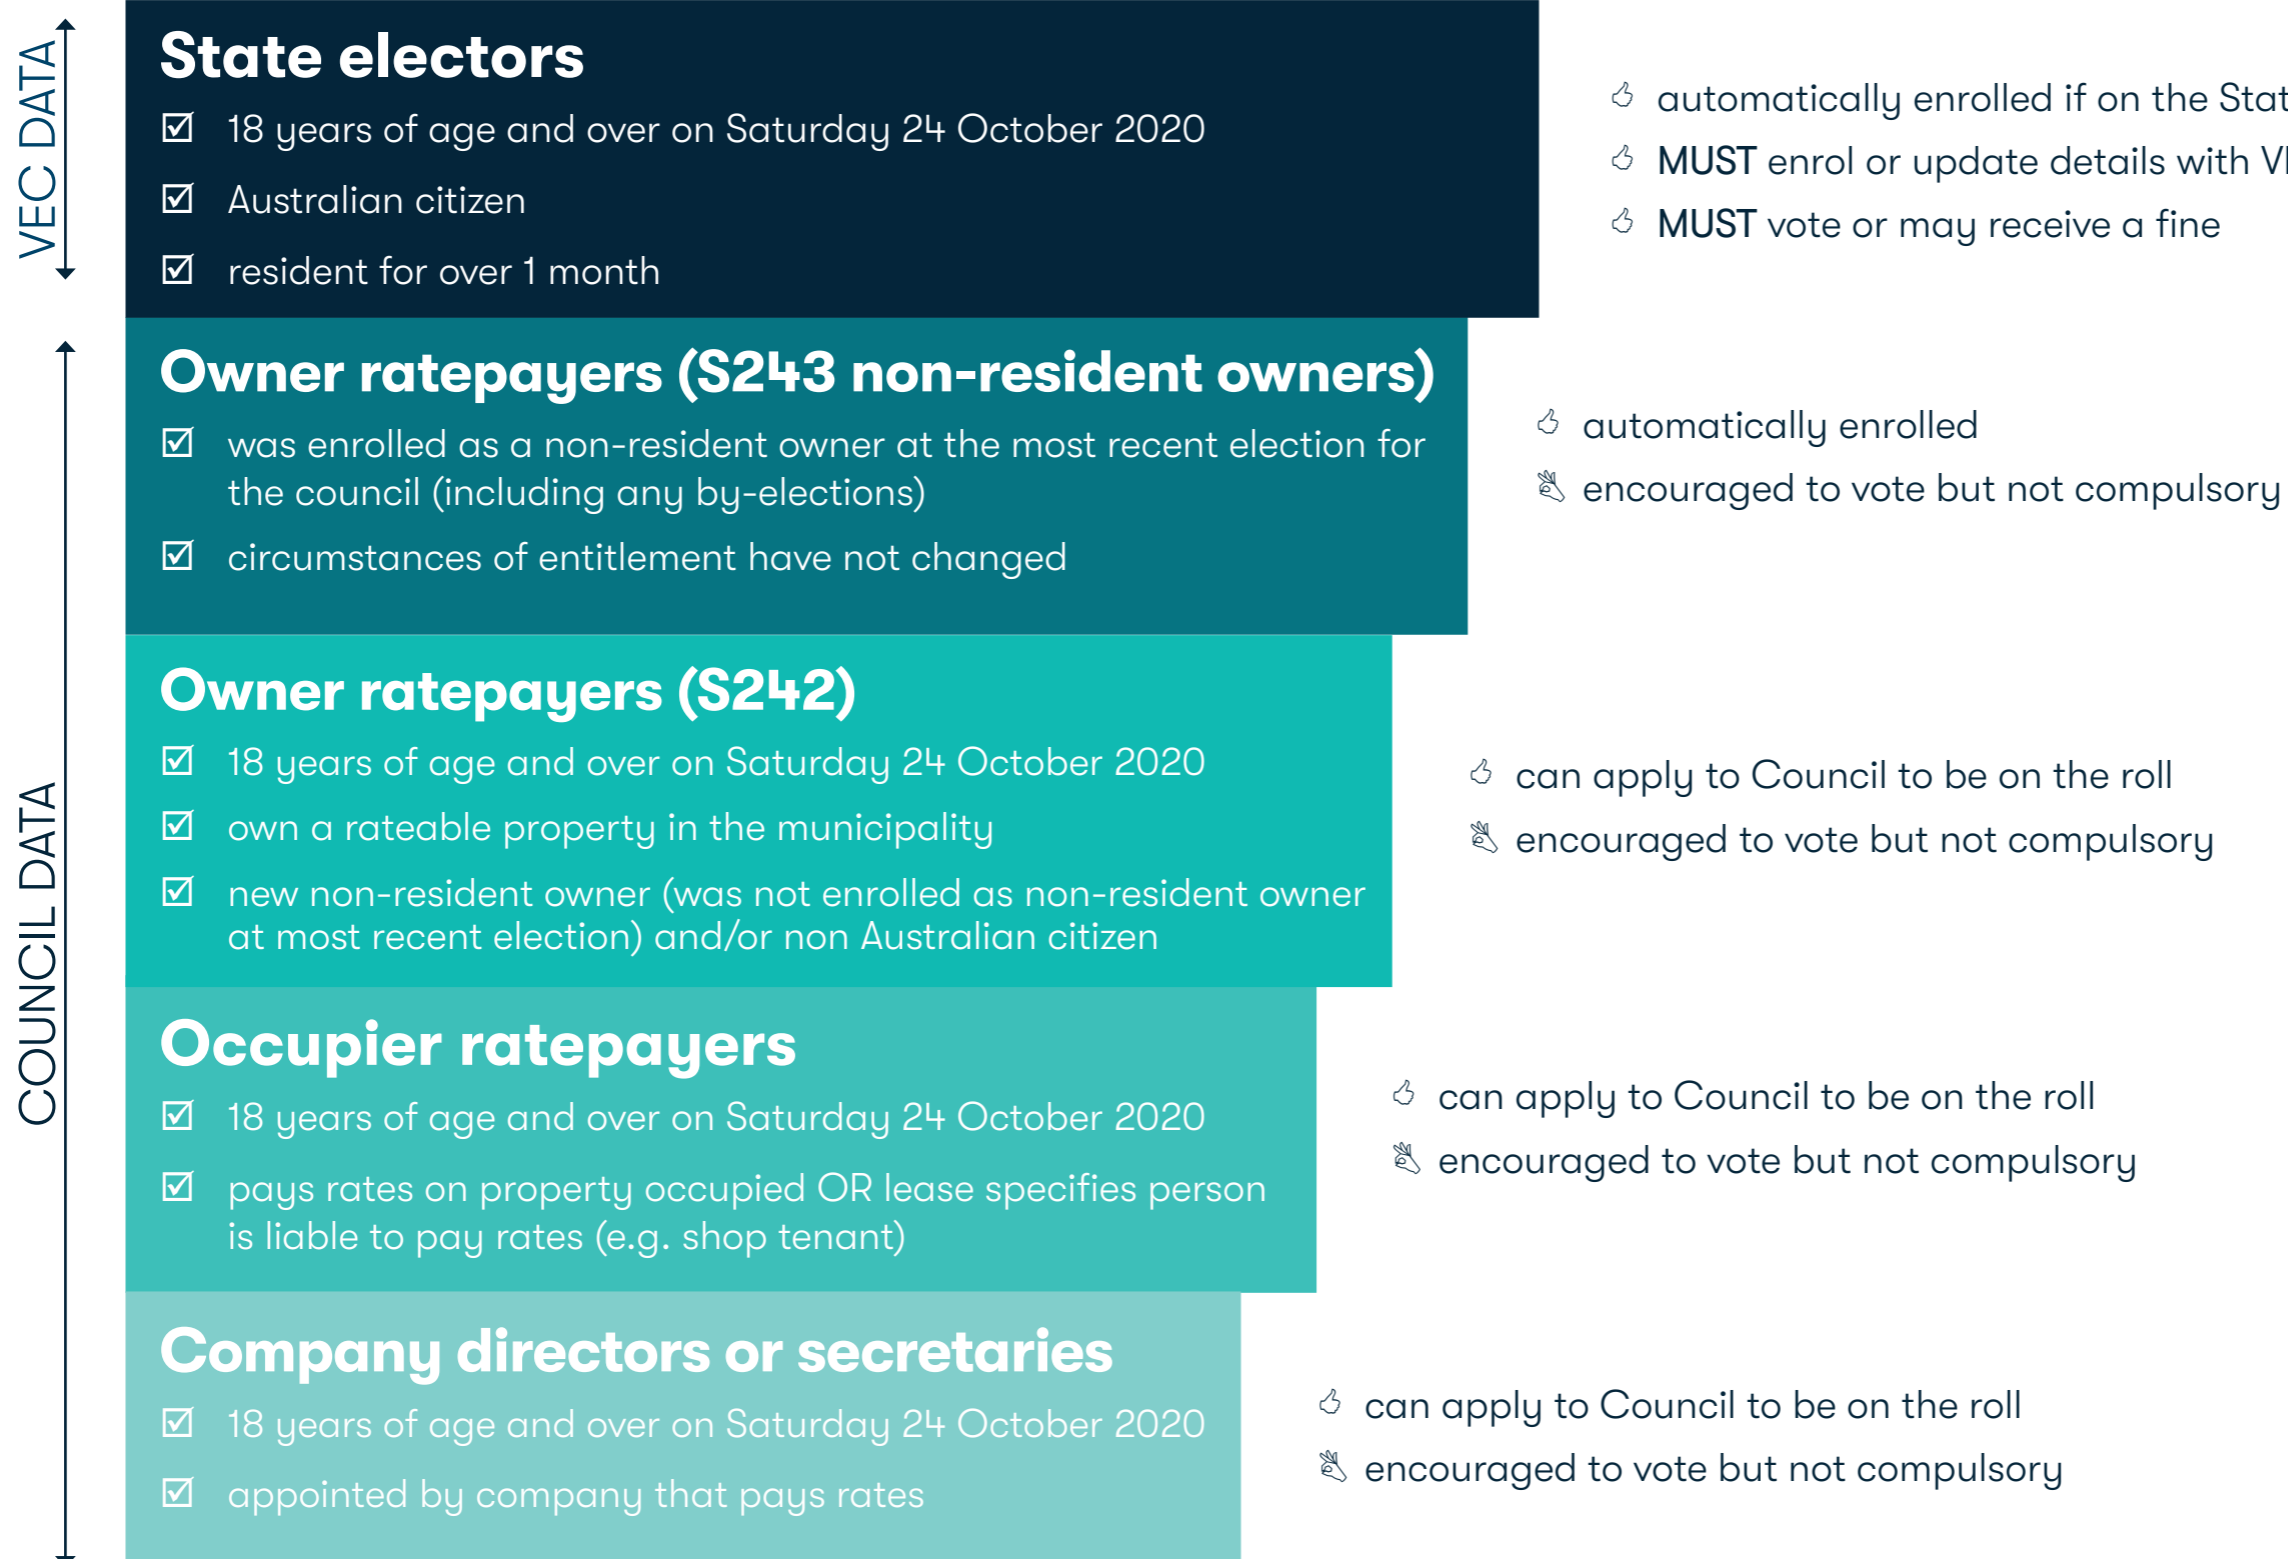 VEC DATA
State electors
18 years of age and over on Saturday 24 October 2020
Australian citizen
resident for over 1 month
automatically enrolled if on the
MUST enrol or update details with
MUST vote or may receive a fine
COUNCIL DATA
Owner ratepayers (S243 non-resident owners)
was enrolled as a non-resident owner at the most recent election for
the council (including any by-elections)
circumstances of entitlement have not changed
automatically enrolled
encouraged to vote but not compulsory
Owner ratepayers (S242)
18 years of age and over on Saturday 24 October 2020
own a rateable property in the municipality
new non-resident owner (was not enrolled as non-resident owner
at most recent election) and/or non Australian citizen
can apply to Council to be on the roll
encouraged to vote but not compulsory
Occupier ratepayers
18 years of age and over on Saturday 24 October 2020
pays rates on property occupied OR lease specifies person
is liable to pay rates (e.g. shop tenant)
can apply to Council to be on the roll
encouraged to vote but not compulsory
Company directors or secretaries
18 years of age and over on Saturday 24 October 2020
appointed by company that pays rates
can apply to Council to be on the roll
encouraged to vote but not compulsory